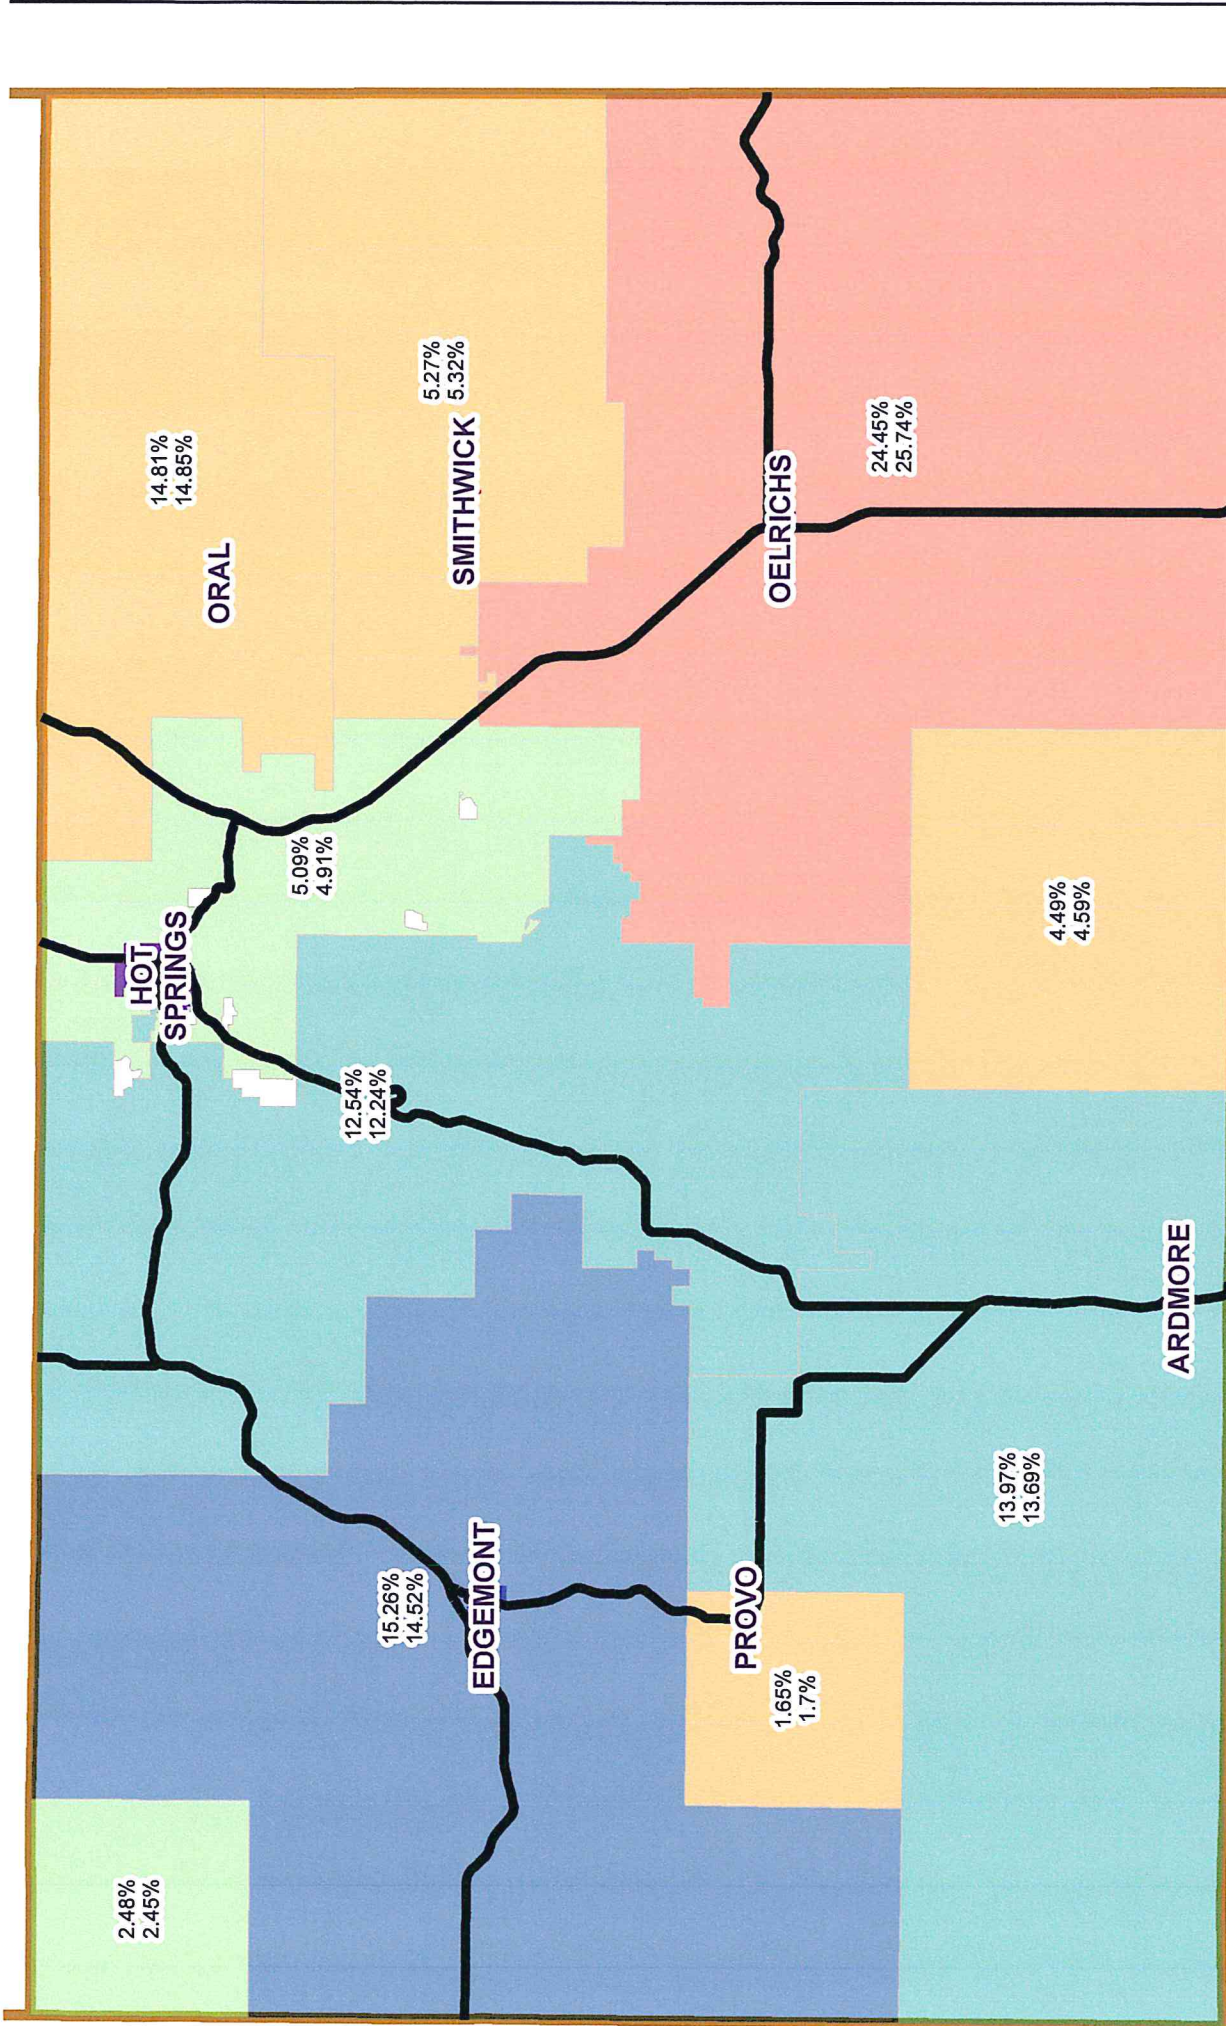 2.48%
2.45%
HOT
SPRINGS
14.81%
14.85%
ORAL
5.09%
4.91%
12.54%
12.24%
15.26%
14.52%
5.27%
5.32%
SMITHWICK
EDGEMONT
PROVO
1.65%
1.7%
OELRICHS
24.45%
25.74%
13.97%
13.69%
4.49%
4.59%
ARDMORE